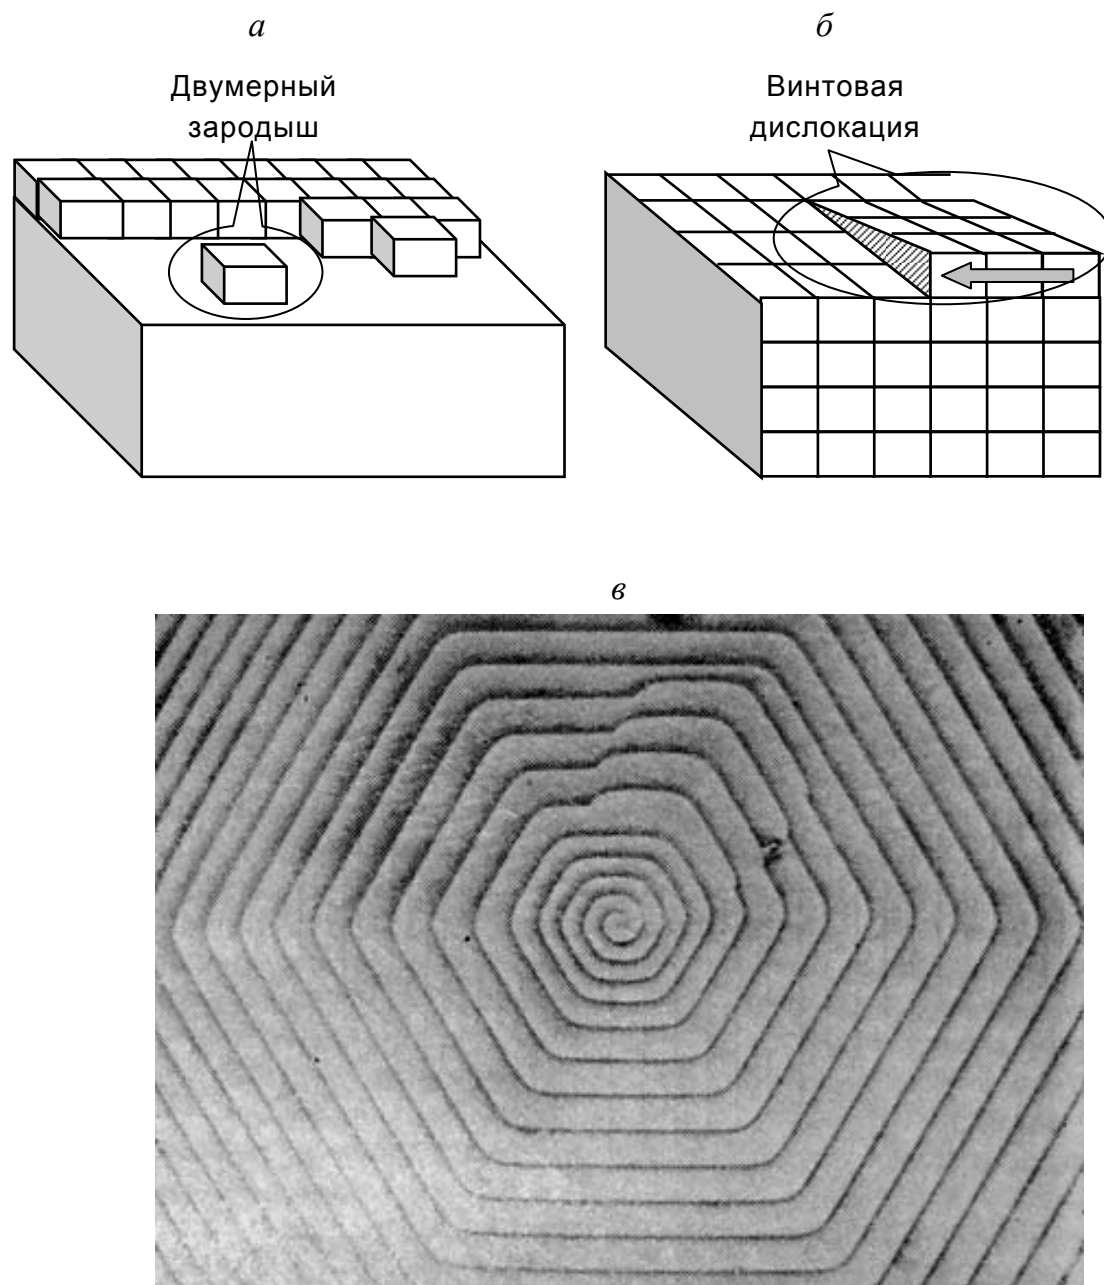 а
б
Двумерный
зародыш
Винтовая
дислокация
в